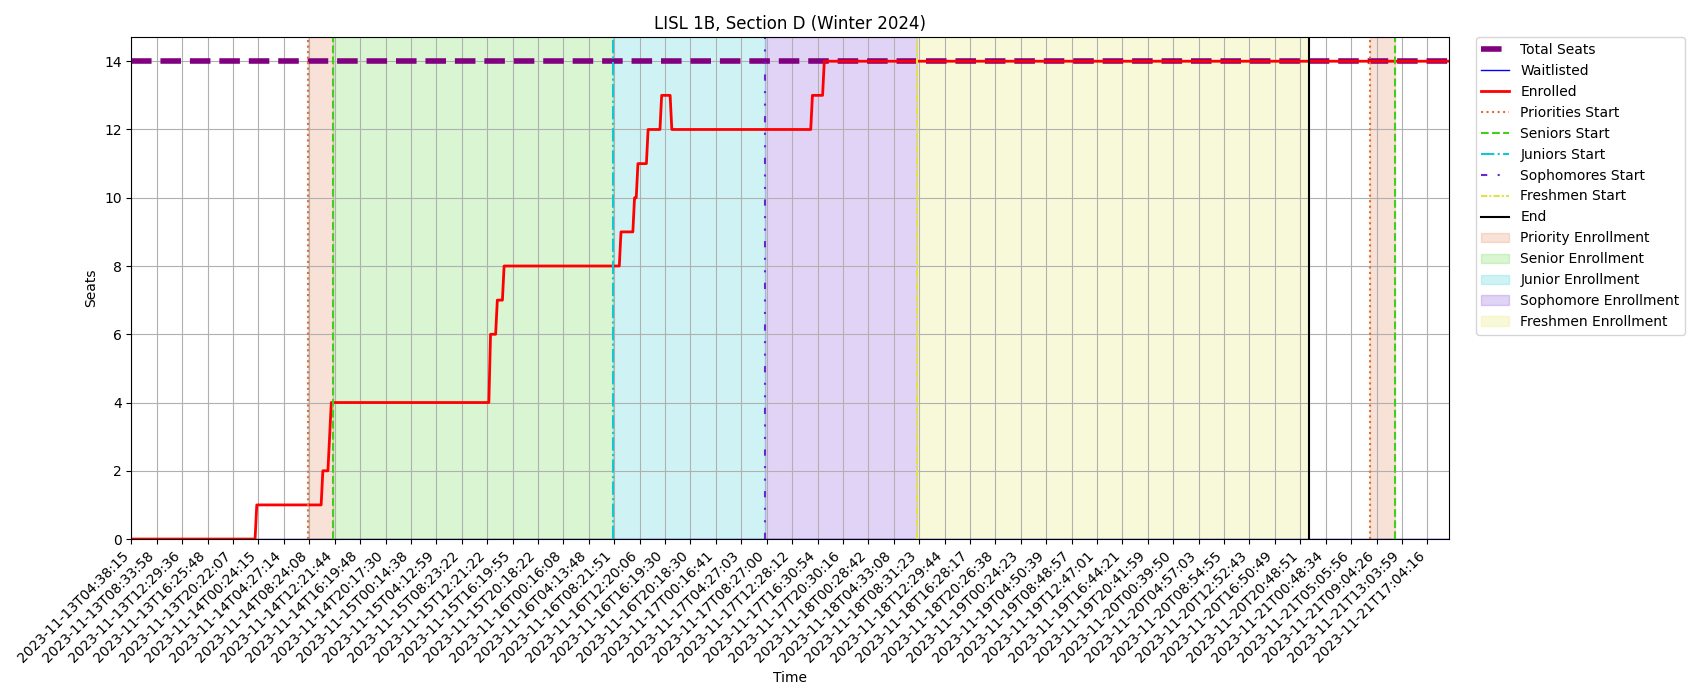 LISL 1B, Section D (Winter 2024)
14
12
10
8
6
4
2
0
Seats
2023-11-13T04:38:15
2023-11-13T08:33:58
2023-11-13T12:29:36
2023-11-13T16:25:48
2023-11-13T20:22:07
2023-11-14T00:24:15
2023-11-14T04:27:14
2023-11-14T08:24:08
2023-11-14T12:21:44
2023-11-14T16:19:48
2023-11-14T20:17:30
2023-11-15T00:14:38
2023-11-15T04:12:59
2023-11-15T08:23:22
2023-11-15T12:21:22
2023-11-15T16:19:55
2023-11-15T20:18:22
2023-11-16T00:16:08
2023-11-16T04:13:48
2023-11-16T08:21:51
2023-11-16T12:20:06
2023-11-16T16:19:30
2023-11-16T20:18:30
2023-11-17T00:16:41
2023-11-17T04:27:03
2023-11-17T08:27:00
2023-11-17T12:28:12
2023-11-17T16:30:54
2023-11-17T20:30:16
2023-11-18T00:28:42
2023-11-18T04:33:08
2023-11-18T08:31:23
2023-11-18T12:29:44
2023-11-18T16:28:17
2023-11-18T20:26:38
2023-11-19T00:24:23
2023-11-19T04:50:39
2023-11-19T08:48:57
2023-11-19T12:47:01
2023-11-19T16:44:21
2023-11-19T20:41:59
2023-11-20T00:39:50
2023-11-20T04:57:03
2023-11-20T08:54:55
2023-11-20T12:52:43
2023-11-20T16:50:49
2023-11-20T20:48:51
2023-11-21T00:48:34
2023-11-21T05:05:56
2023-11-21T09:04:26
2023-11-21T13:03:59
2023-11-21T17:04:16
Time
Total Seats
Waitlisted
Enrolled
Priorities Start
Seniors Start
Juniors Start
Sophomores Start
Freshmen Start
End
Priority Enrollment
Senior Enrollment
Junior Enrollment
Sophomore Enrollment
Freshmen Enrollment